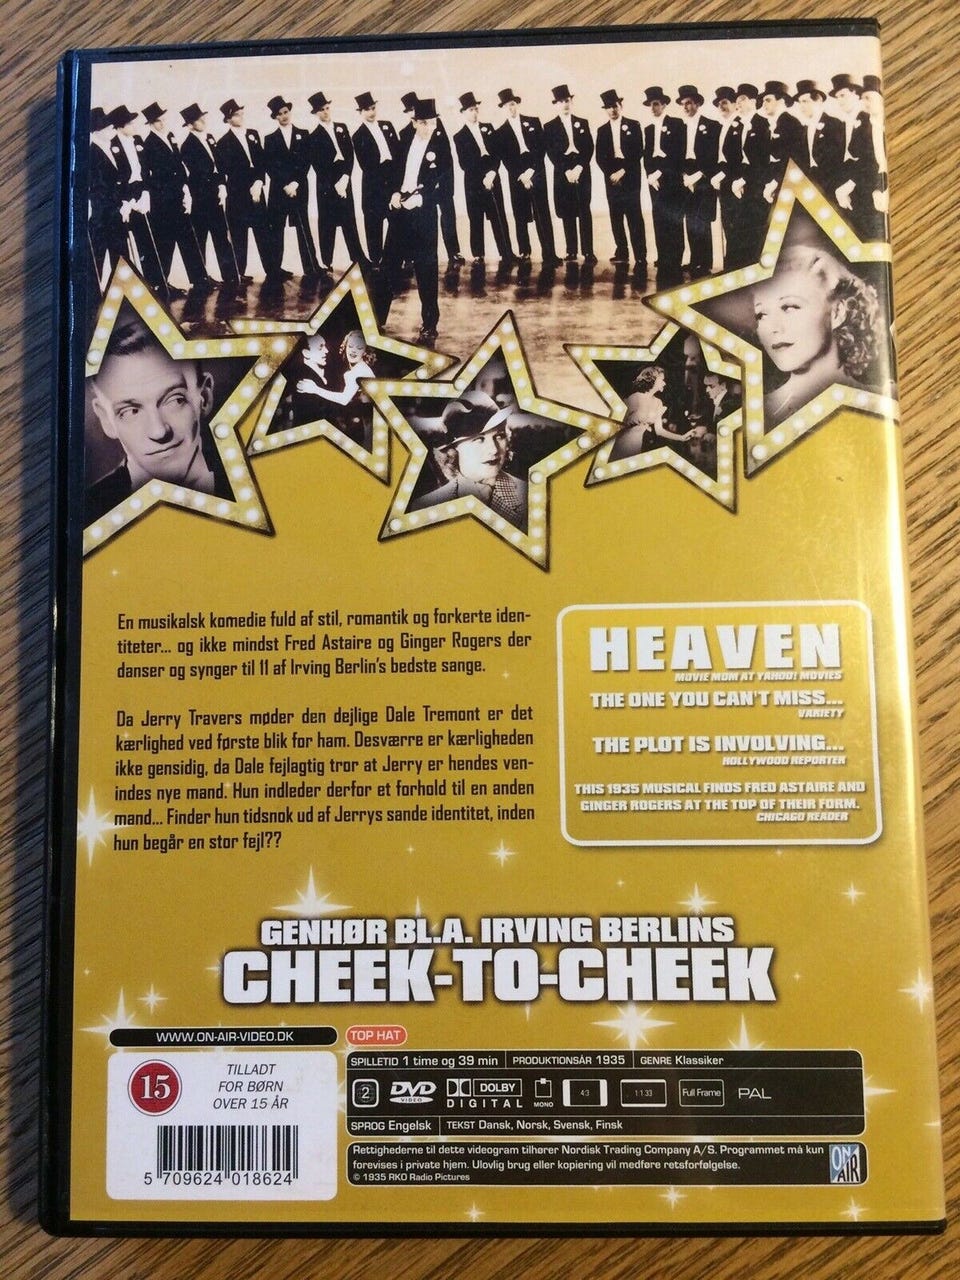 En musikalsk komedie fuld af stil, romantik og forkerte iden-
titeter... og ikke mindst Fred Astaire og Ginger Rogers der
danser og synger til 11 af Irving Berlin's bedste sange.
Da Jerry Travers møder den dejlige Dale Tremont er det
kærlighed ved første blik for ham. Desværre er kærligheden
ikke gensidig, da Dale fejlagtig tror at Jerry er hendes ven-
indes nye mand. Hun indleder derfor et forhold til en anden
mand... Finder hun tidsnok ud af Jerrys sande identitet, inden
hun begår en stor fejl??
HEAVEN
MOVIE MOM AT YAHOO! MOVIES
THE ONE YOU CAN'T MISS...
VARIETY
THE PLOT IS INVOLVING...
HOLLYWOOD REPORTER
THIS 1935 MUSICAL FINDS FRED ASTAIRE AND
GINGER ROGERS AT THE TOP OF THEIR FORM.
CHICAGO READER
GENHØR BL.A. IRVING BERLINS
CHEEK-TO-CHEEK
WWW.ON-AIR-VIDEO.DK
TOP HAT
15
TILLADT
FOR BØRN
OVER 15 ÅR
5 709624 018624
SPILLETID 1 time og 39 min PRODUKTIONSÅR 1935 GENRE Klassiker
2 DVD VIDEO DOLBY DIGITAL MONO 4:3 1:1.33 Full Frame PAL
SPROG Engelsk TEKST Dansk, Norsk, Svensk, Finsk
Rettighederne til dette videogram tilhører Nordisk Trading Company A/S. Programmet må kun
forevises i private hjem. Ulovlig brug eller kopiering vil medføre retsforfølgelse.
© 1935 RKO Radio Pictures
ON AIR